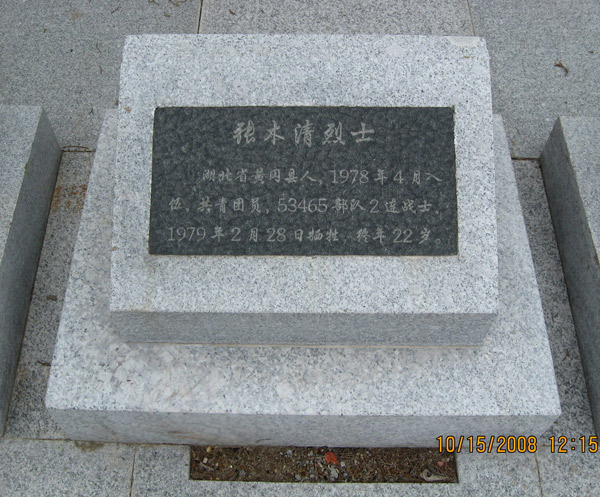 张木清烈士
湖北省黄冈县人，1978年4月入
伍，共青团员，53465部队2连战士，
1979年2月28日牺牲，终年22岁。
10/15/2008 12:15